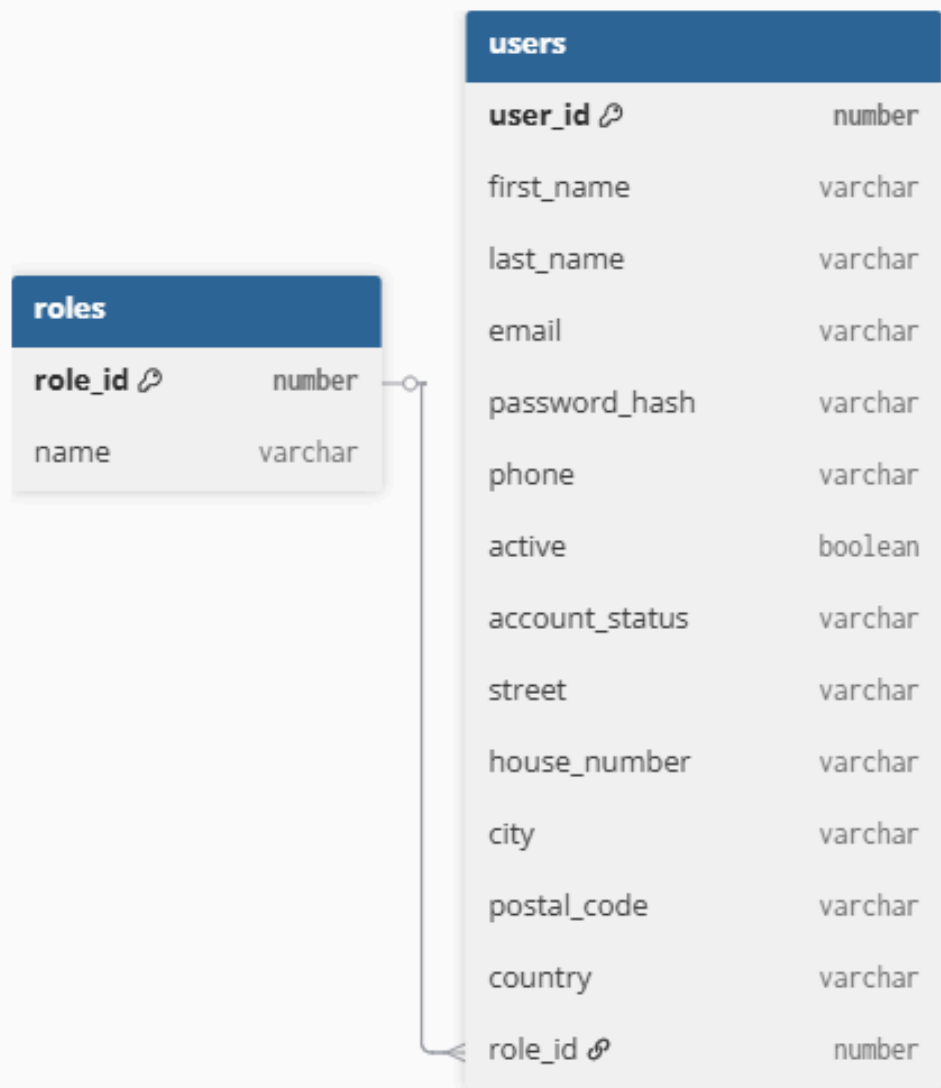 roles
role_id number
name varchar
users
user_id number
first_name varchar
last_name varchar
email varchar
password_hash varchar
phone varchar
active boolean
account_status varchar
street varchar
house_number varchar
city varchar
postal_code varchar
country varchar
role_id number